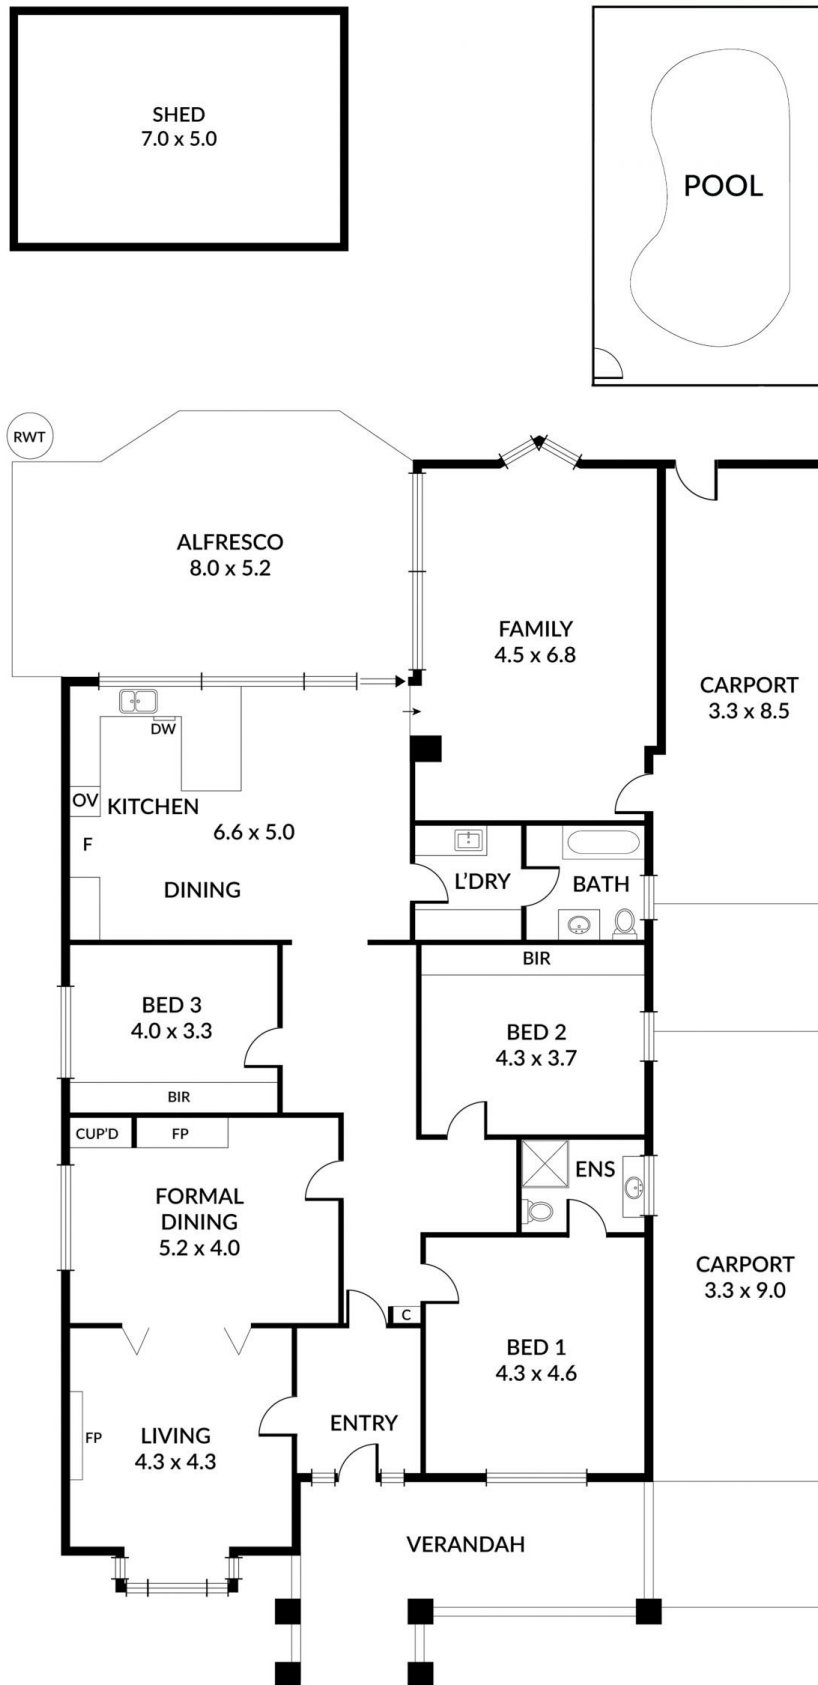 SHED
7.0 x 5.0
POOL
RWT
ALFRESCO
8.0 x 5.2
FAMILY
4.5 x 6.8
CARPORT
3.3 x 8.5
DW
OV
KITCHEN
6.6 x 5.0
F
DINING
L'DRY
BATH
BIR
BED 3
4.0 x 3.3
BED 2
4.3 x 3.7
BIR
CUP'D
FP
ENS
FORMAL
DINING
5.2 x 4.0
CARPORT
3.3 x 9.0
C
BED 1
4.3 x 4.6
ENTRY
FP
LIVING
4.3 x 4.3
VERANDAH